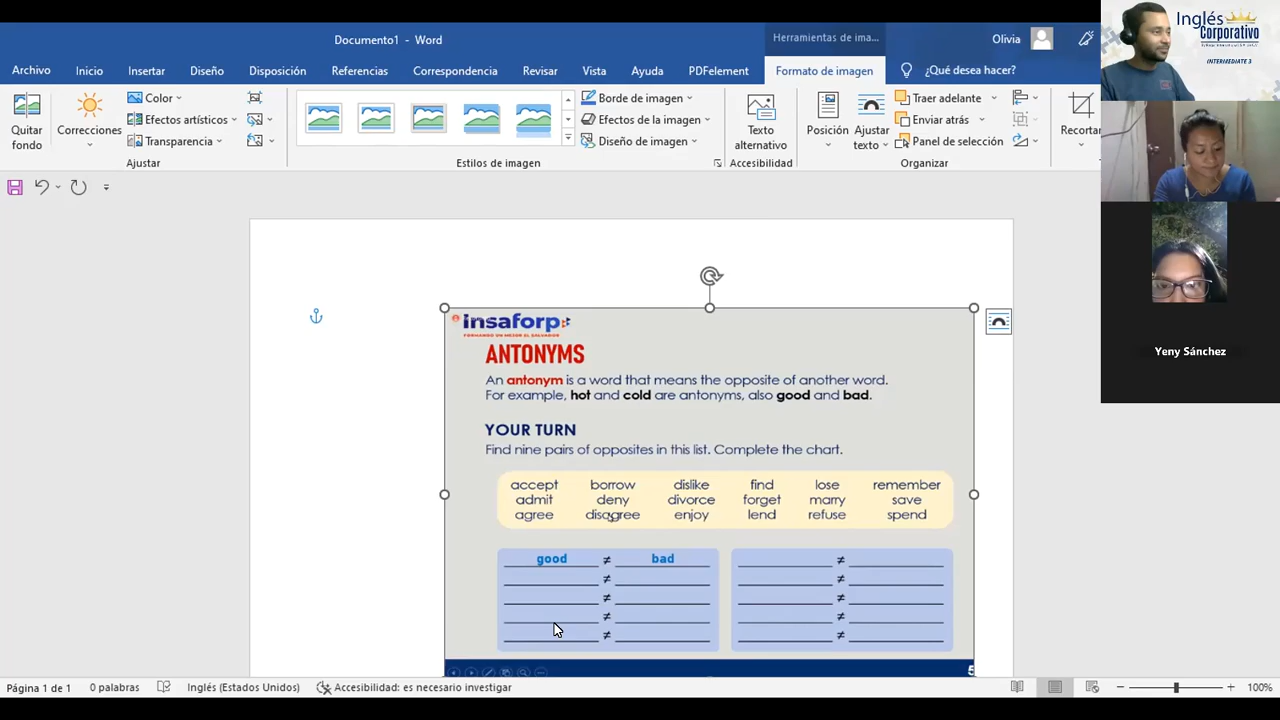 Documento1 - Word
Herramientas de ima...
Olivia
Inglés
Corporativo
INTERMEDIATE 3
Archivo
Inicio
Insertar
Diseño
Disposición
Referencias
Correspondencia
Revisar
Vista
Ayuda
PDFelement
Formato de imagen
¿Qué desea hacer?
Quitar fondo
Correcciones
Color
Efectos artísticos
Transparencia
Ajustar
Estilos de imagen
Borde de imagen
Efectos de la imagen
Diseño de imagen
Texto alternativo
Accesibilidad
Posición
Ajustar texto
Traer adelante
Enviar atrás
Panel de selección
Organizar
Recortar
Yeny Sánchez
insaforp
FORMANDO UN MEJOR EL SALVADOR
ANTONYMS
An antonym is a word that means the opposite of another word.
For example, hot and cold are antonyms, also good and bad.
YOUR TURN
Find nine pairs of opposites in this list. Complete the chart.
accept borrow dislike find lose remember
admit deny divorce forget marry save
agree disagree enjoy lend refuse spend
good ≠ bad ≠
≠ ≠
≠ ≠
≠ ≠
≠ ≠
5
Página 1 de 1
0 palabras
Inglés (Estados Unidos)
Accesibilidad: es necesario investigar
100%